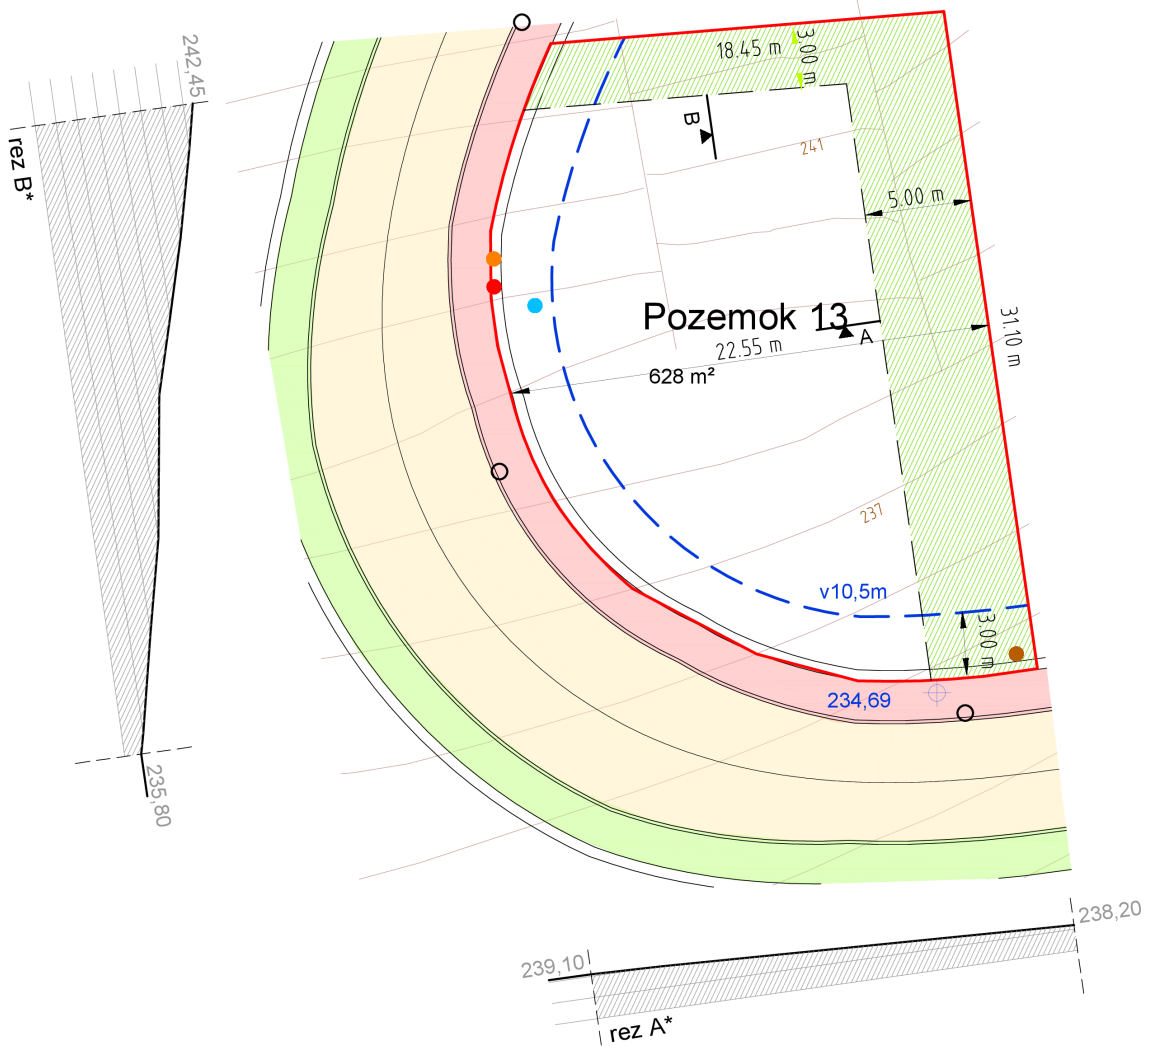 242,45
rez B*
18.45 m
3.00 m
B
241
5.00 m
Pozemok 13
A
22.55 m
31.10 m
628 m²
237
v10,5m
3.00 m
234,69
235,80
238,20
239,10
rez A*